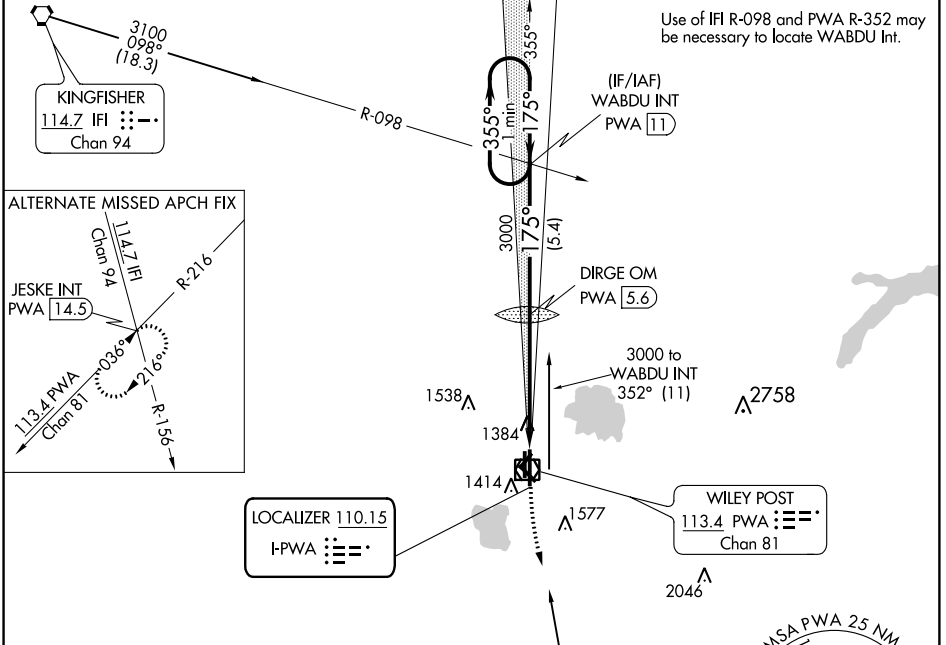 Use of IFI R-098 and PWA R-352 may
be necessary to locate WABDU Int.
3100
098°
(18.3)
KINGFISHER
114.7 IFI
Chan 94
R-098
355°
355°
1 min
175°
(IF/IAF)
WABDU INT
PWA 11
3000
175°
(5.4)
ALTERNATE MISSED APCH FIX
114.7 IFI
Chan 94
R-216
JESKE INT
PWA 14.5
036°
216°
113.4 PWA
Chan 81
R-156
DIRGE OM
PWA 5.6
3000 to
WABDU INT
352° (11)
1538
2758
1384
1414
1577
LOCALIZER 110.15
I-PWA
WILEY POST
113.4 PWA
Chan 81
2046
MSA PWA 25 NM